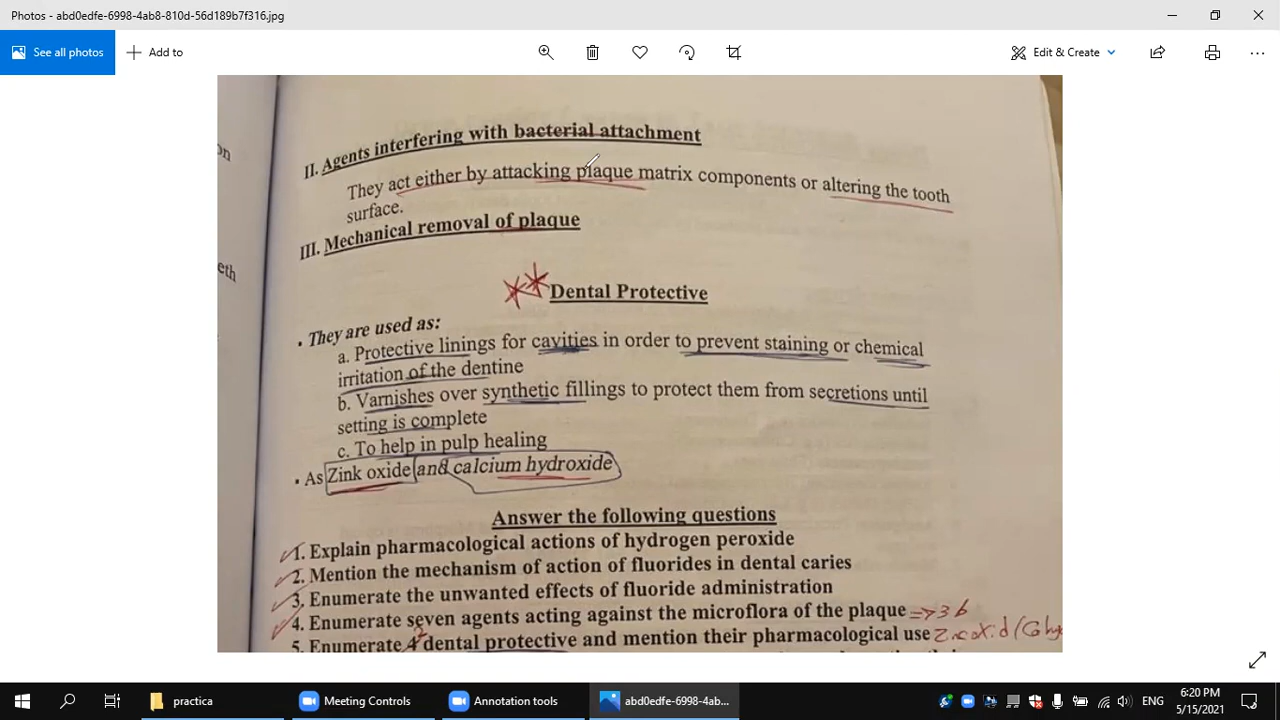 Photos - abd0edfe-6998-4ab8-810d-56d189b7f316.jpg
See all photos Add to Edit & Create
II. Agents interfering with bacterial attachment
They act either by attacking plaque matrix components or altering the tooth
surface.
III. Mechanical removal of plaque
Dental Protective
• They are used as:
a. Protective linings for cavities in order to prevent staining or chemical
irritation of the dentine
b. Varnishes over synthetic fillings to protect them from secretions until
setting is complete
c. To help in pulp healing
• As Zink oxide and calcium hydroxide
Answer the following questions
1. Explain pharmacological actions of hydrogen peroxide
2. Mention the mechanism of action of fluorides in dental caries
3. Enumerate the unwanted effects of fluoride administration
4. Enumerate seven agents acting against the microflora of the plaque
5. Enumerate 4 dental protective and mention their pharmacological use
on
eth
practica Meeting Controls Annotation tools abd0edfe-6998-4ab... ENG 6:20 PM
5/15/2021